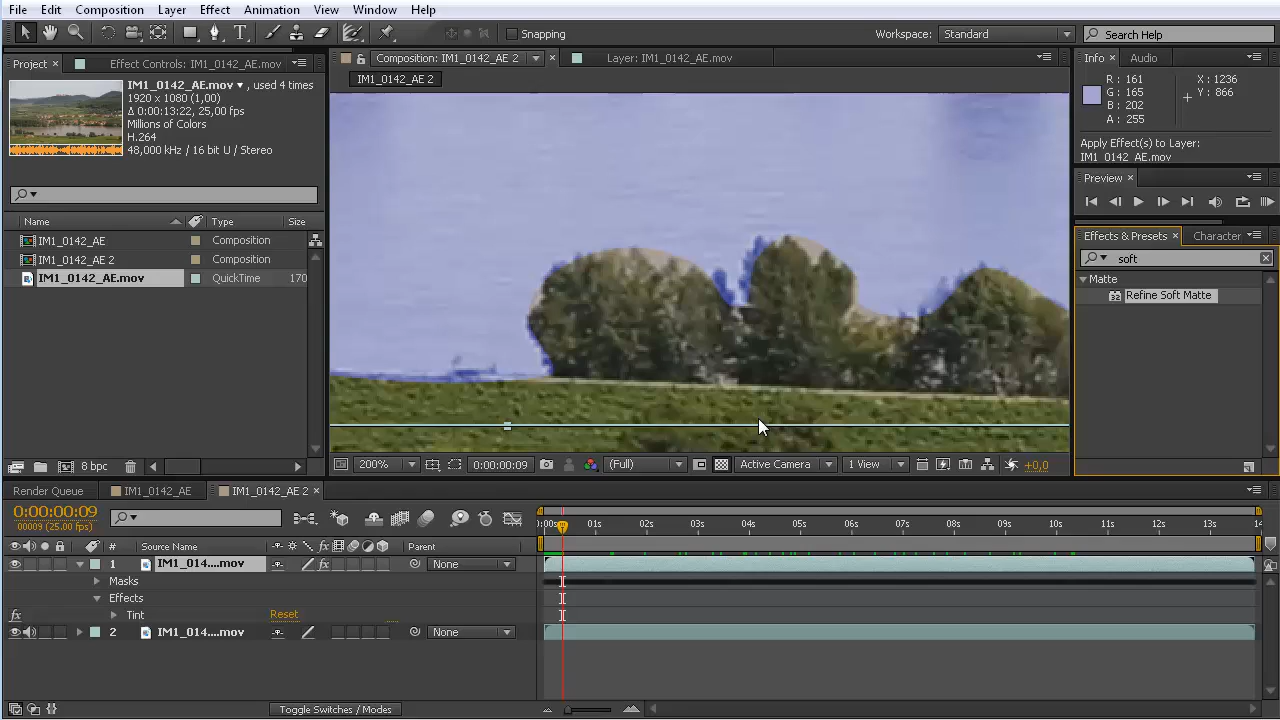 File Edit Composition Layer Effect Animation View Window Help
Snapping Workspace: Standard Search Help
Project × Effect Controls: IM1_0142_AE.mov
IM1_0142_AE.mov ▾ , used 4 times
1920 x 1080 (1,00)
Δ 0:00:13:22, 25,00 fps
Millions of Colors
H.264
48,000 kHz / 16 bit U / Stereo
Name Type Size
IM1_0142_AE Composition
IM1_0142_AE 2 Composition
IM1_0142_AE.mov QuickTime 170
8 bpc
Composition: IM1_0142_AE 2 × Layer: IM1_0142_AE.mov
IM1_0142_AE 2
200% 0:00:00:09 (Full) Active Camera 1 View +0,0
Info × Audio
R : 161 X : 1236
G : 165 Y : 866
B : 202
A : 255
Apply Effect(s) to Layer:
IM1_0142_AE.mov
Preview ×
Effects & Presets × Character
soft
Matte
32 Refine Soft Matte
Render Queue IM1_0142_AE IM1_0142_AE 2 ×
0:00:00:09
00009 (25.00 fps)
:00s 01s 02s 03s 04s 05s 06s 07s 08s 09s 10s 11s 12s 13s 14
# Source Name fx Parent
1 IM1_014....mov fx None
Masks
Effects
fx Tint Reset
2 IM1_014....mov None
Toggle Switches / Modes